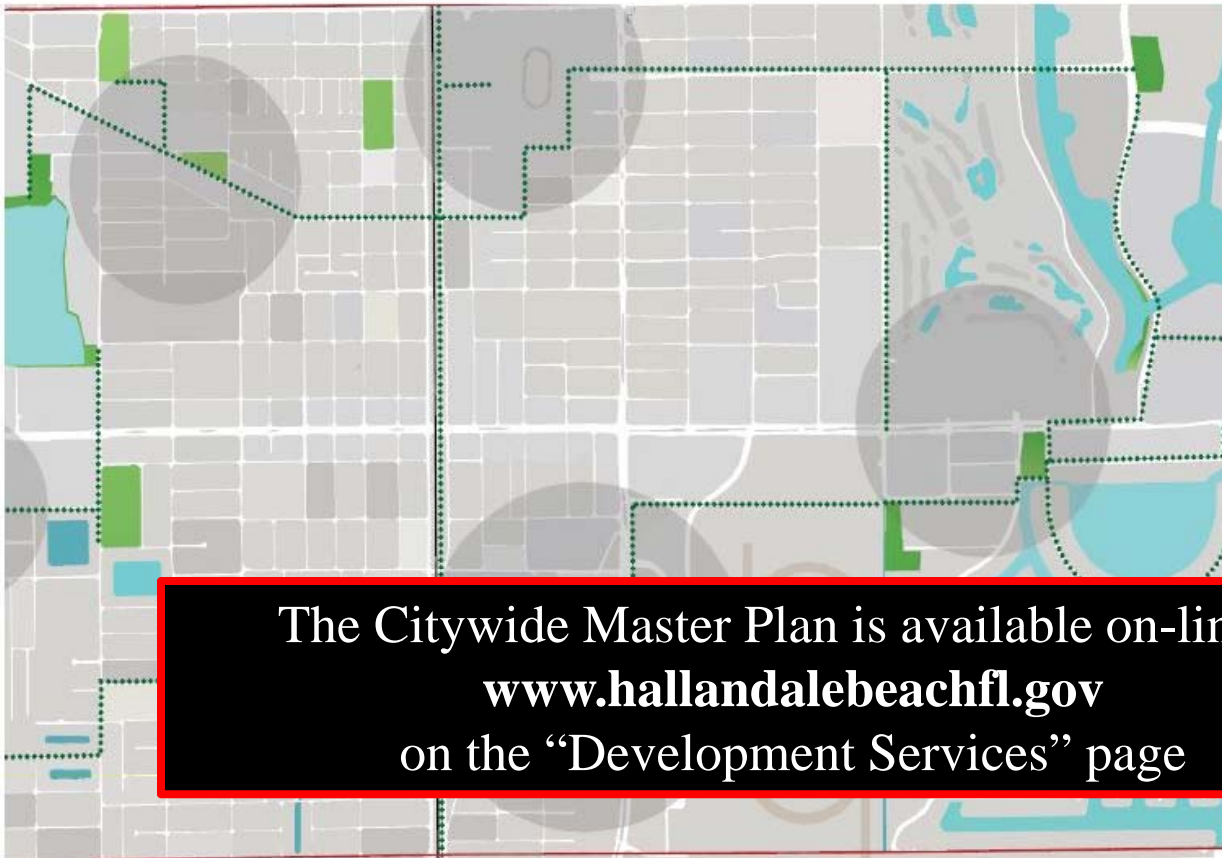 The Citywide Master Plan is available on-lin
www.hallandalebeachfl.gov
on the “Development Services” page